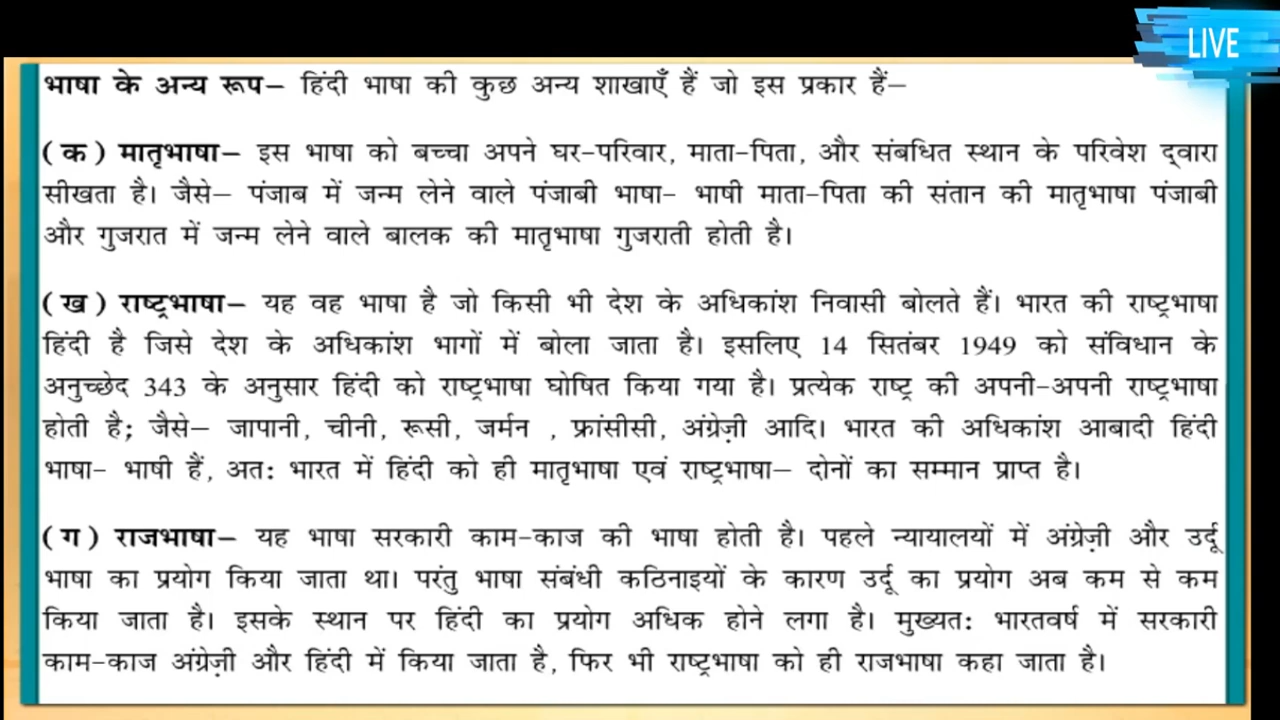 LIVE
भाषा के अन्य रूप– हिंदी भाषा की कुछ अन्य शाखाएँ हैं जो इस प्रकार हैं–
(क) मातृभाषा– इस भाषा को बच्चा अपने घर-परिवार, माता-पिता, और संबधित स्थान के परिवेश द्वारा
सीखता है। जैसे– पंजाब में जन्म लेने वाले पंजाबी भाषा- भाषी माता-पिता की संतान की मातृभाषा पंजाबी
और गुजरात में जन्म लेने वाले बालक की मातृभाषा गुजराती होती है।
(ख) राष्ट्रभाषा– यह वह भाषा है जो किसी भी देश के अधिकांश निवासी बोलते हैं। भारत की राष्ट्रभाषा
हिंदी है जिसे देश के अधिकांश भागों में बोला जाता है। इसलिए 14 सितंबर 1949 को संविधान के
अनुच्छेद 343 के अनुसार हिंदी को राष्ट्रभाषा घोषित किया गया है। प्रत्येक राष्ट्र की अपनी-अपनी राष्ट्रभाषा
होती है; जैसे– जापानी, चीनी, रूसी, जर्मन , फ्रांसीसी, अंग्रेज़ी आदि। भारत की अधिकांश आबादी हिंदी
भाषा- भाषी हैं, अतः भारत में हिंदी को ही मातृभाषा एवं राष्ट्रभाषा– दोनों का सम्मान प्राप्त है।
(ग) राजभाषा– यह भाषा सरकारी काम-काज की भाषा होती है। पहले न्यायालयों में अंग्रेज़ी और उर्दू
भाषा का प्रयोग किया जाता था। परंतु भाषा संबंधी कठिनाइयों के कारण उर्दू का प्रयोग अब कम से कम
किया जाता है। इसके स्थान पर हिंदी का प्रयोग अधिक होने लगा है। मुख्यतः भारतवर्ष में सरकारी
काम-काज अंग्रेज़ी और हिंदी में किया जाता है, फिर भी राष्ट्रभाषा को ही राजभाषा कहा जाता है।